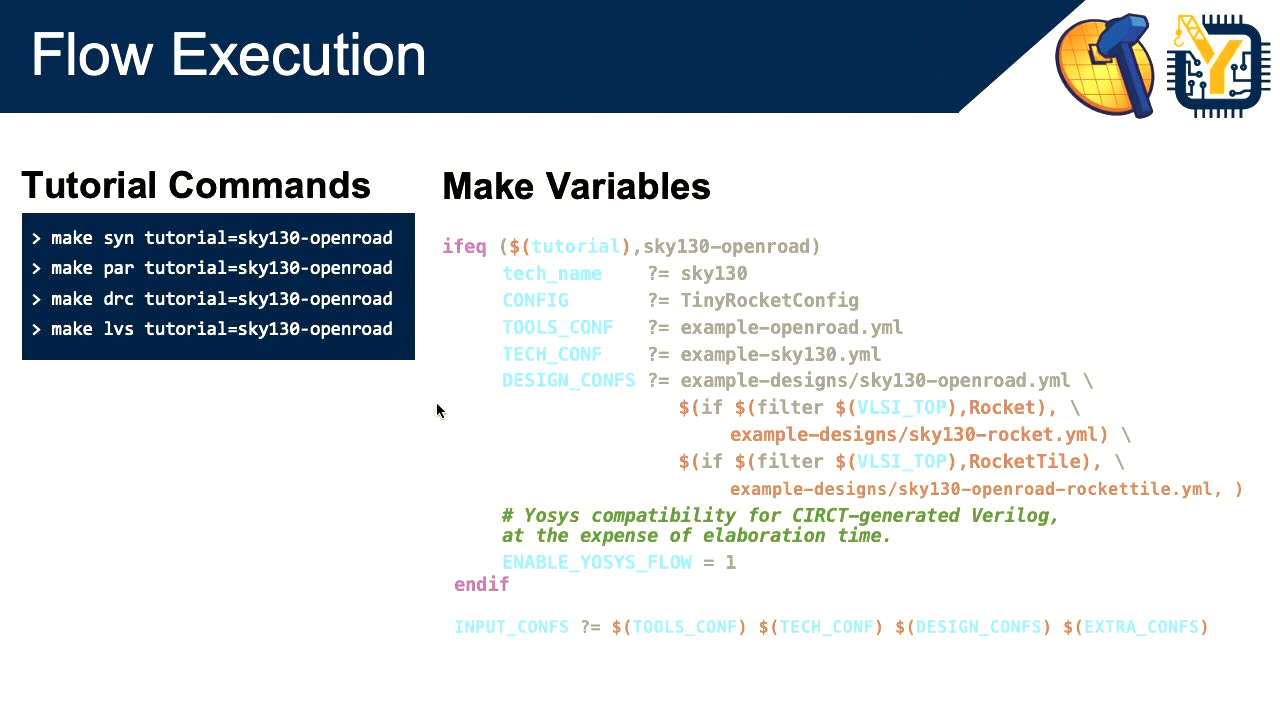 Flow Execution
Tutorial Commands
> make syn tutorial=sky130-openroad
> make par tutorial=sky130-openroad
> make drc tutorial=sky130-openroad
> make lvs tutorial=sky130-openroad
Make Variables
ifeq ($(tutorial),sky130-openroad)
tech_name ?= sky130
CONFIG ?= TinyRocketConfig
TOOLS_CONF ?= example-openroad.yml
TECH_CONF ?= example-sky130.yml
DESIGN_CONFS ?= example-designs/sky130-openroad.yml \
$(if $(filter $(VLSI_TOP),Rocket), \
example-designs/sky130-rocket.yml) \
$(if $(filter $(VLSI_TOP),RocketTile), \
example-designs/sky130-openroad-rockettile.yml, )
# Yosys compatibility for CIRCT-generated Verilog,
at the expense of elaboration time.
ENABLE_YOSYS_FLOW = 1
endif
INPUT_CONFS ?= $(TOOLS_CONF) $(TECH_CONF) $(DESIGN_CONFS) $(EXTRA_CONFS)